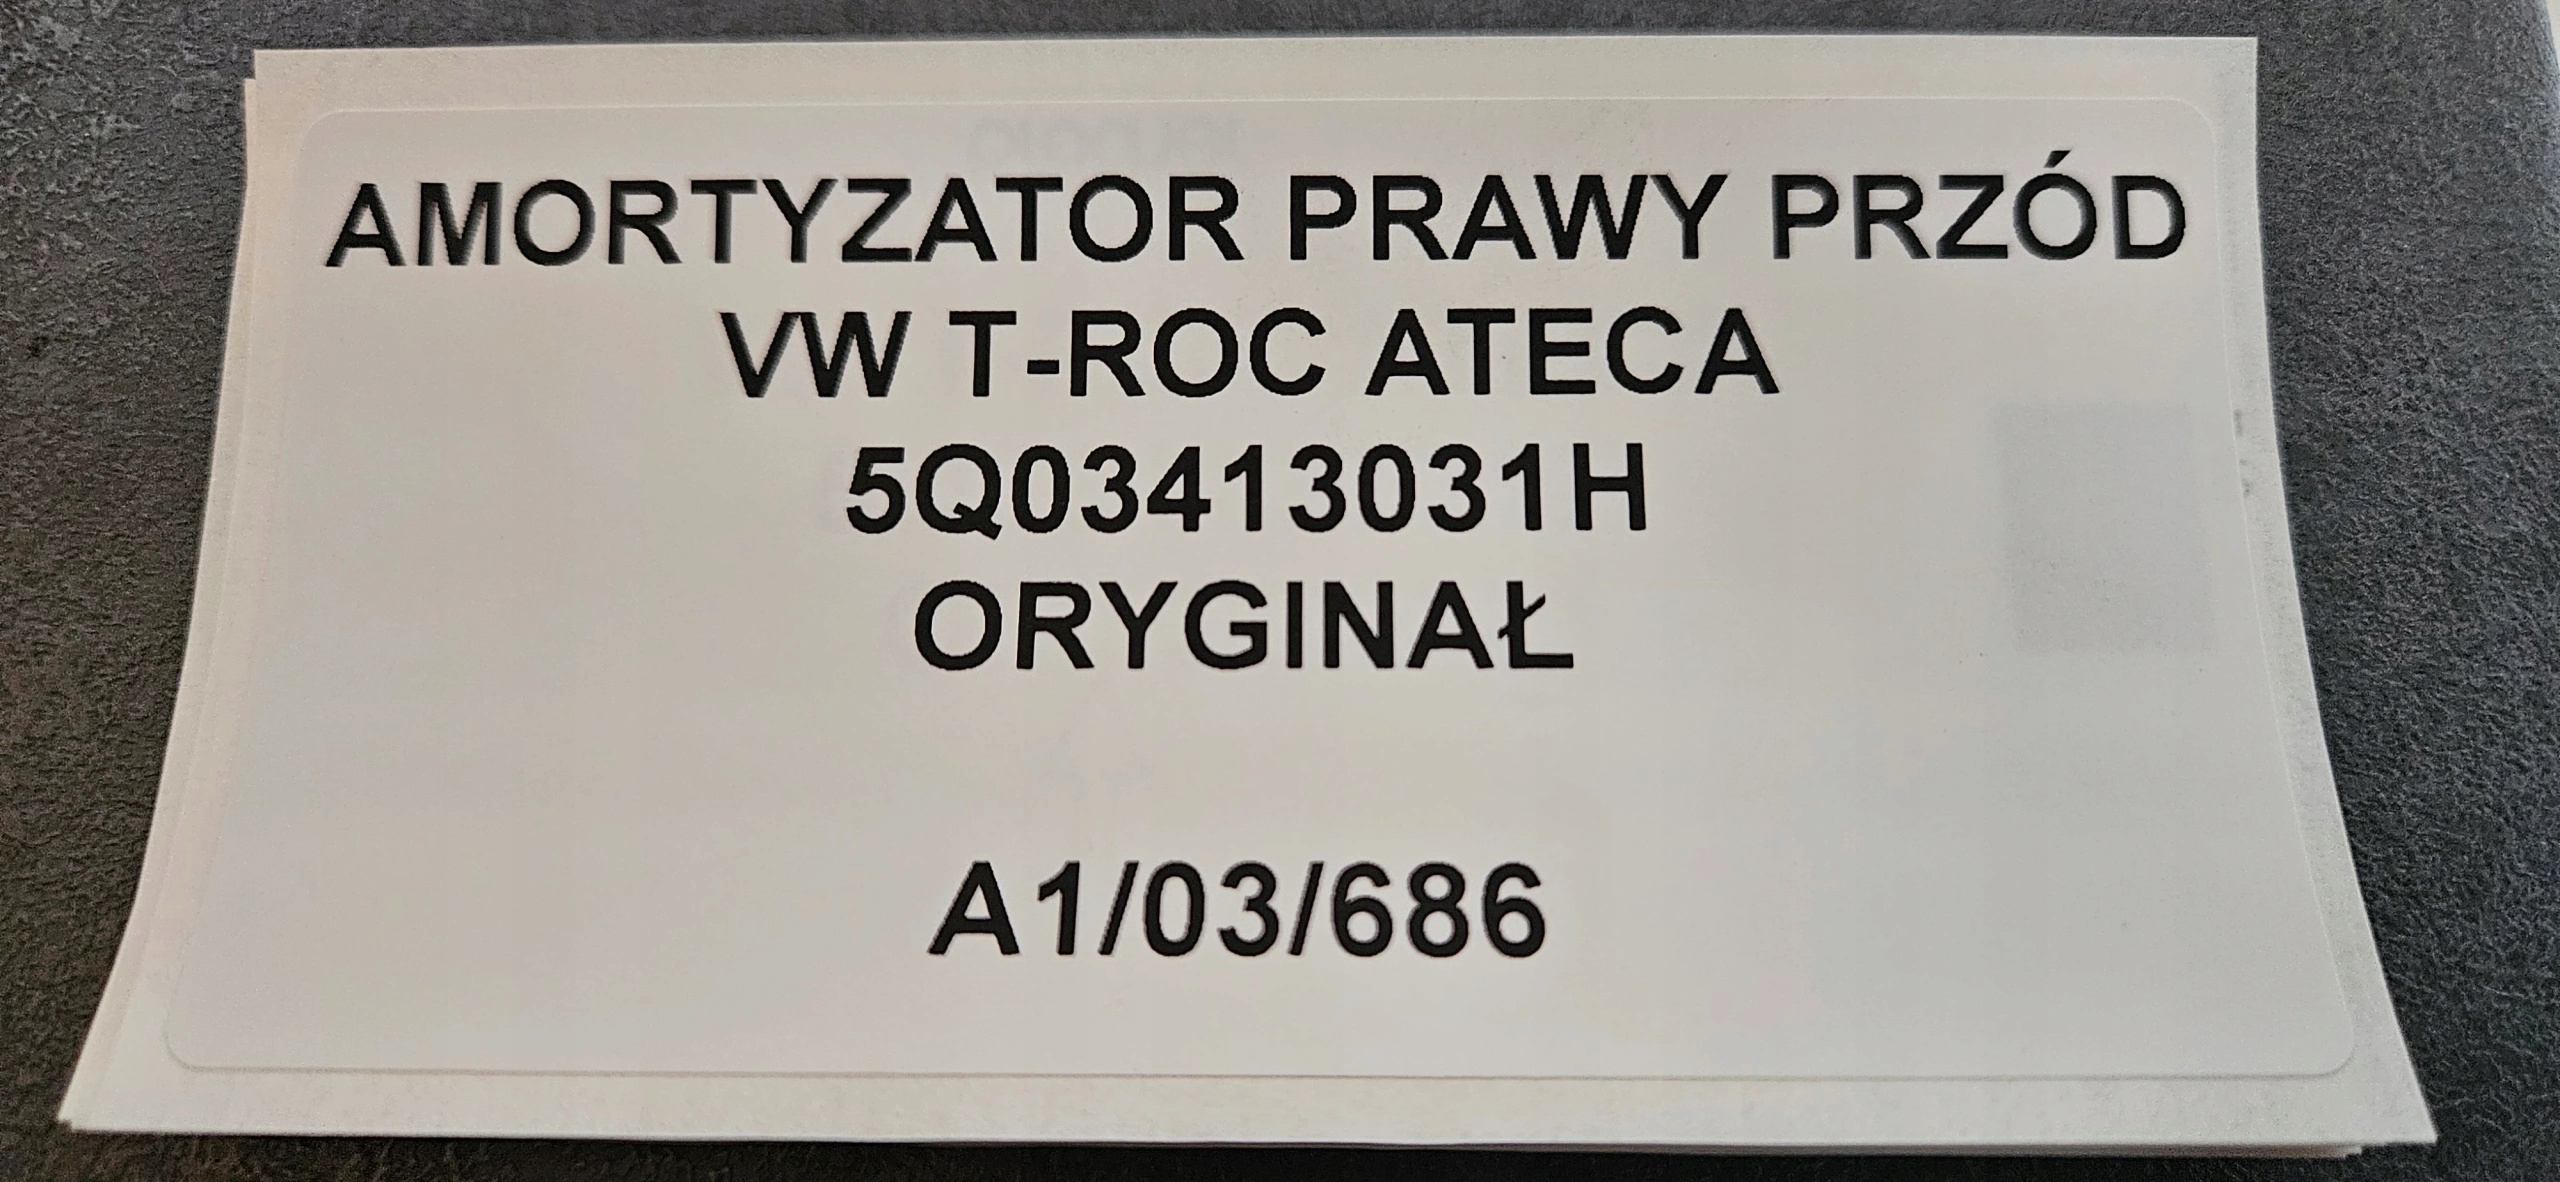 AMORTYZATOR PRAWY PRZÓD
VW T-ROC ATECA
5Q03413031H
ORYGINAŁ
A1/03/686